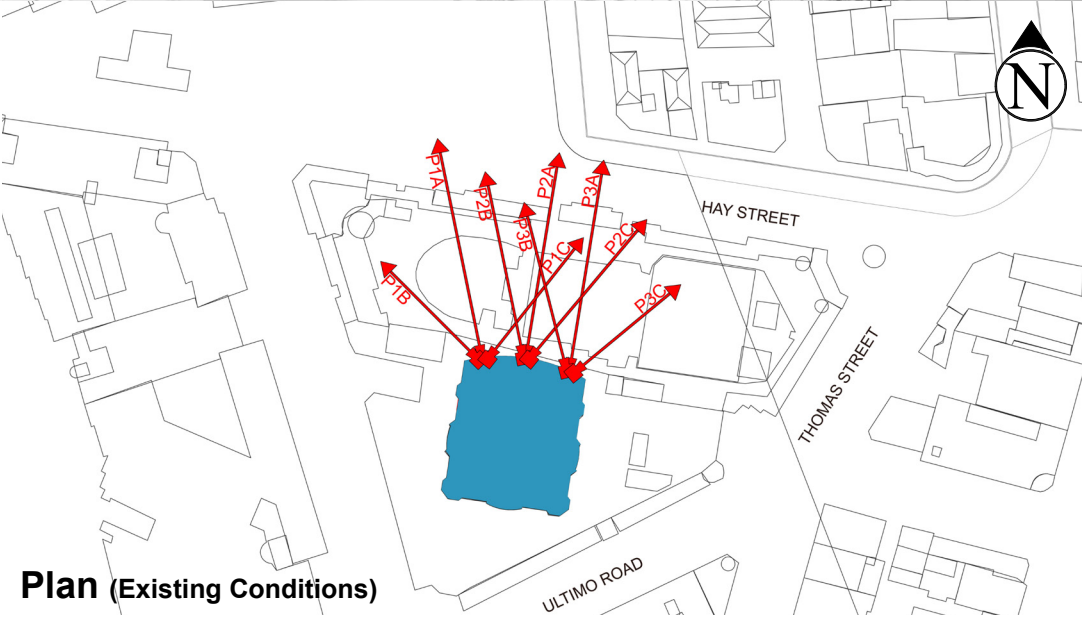 N
P1A
P2B
P2A
P3A
P3B
P1C
P2C
P1B
P3C
HAY STREET
THOMAS STREET
ULTIMO ROAD
Plan (Existing Conditions)